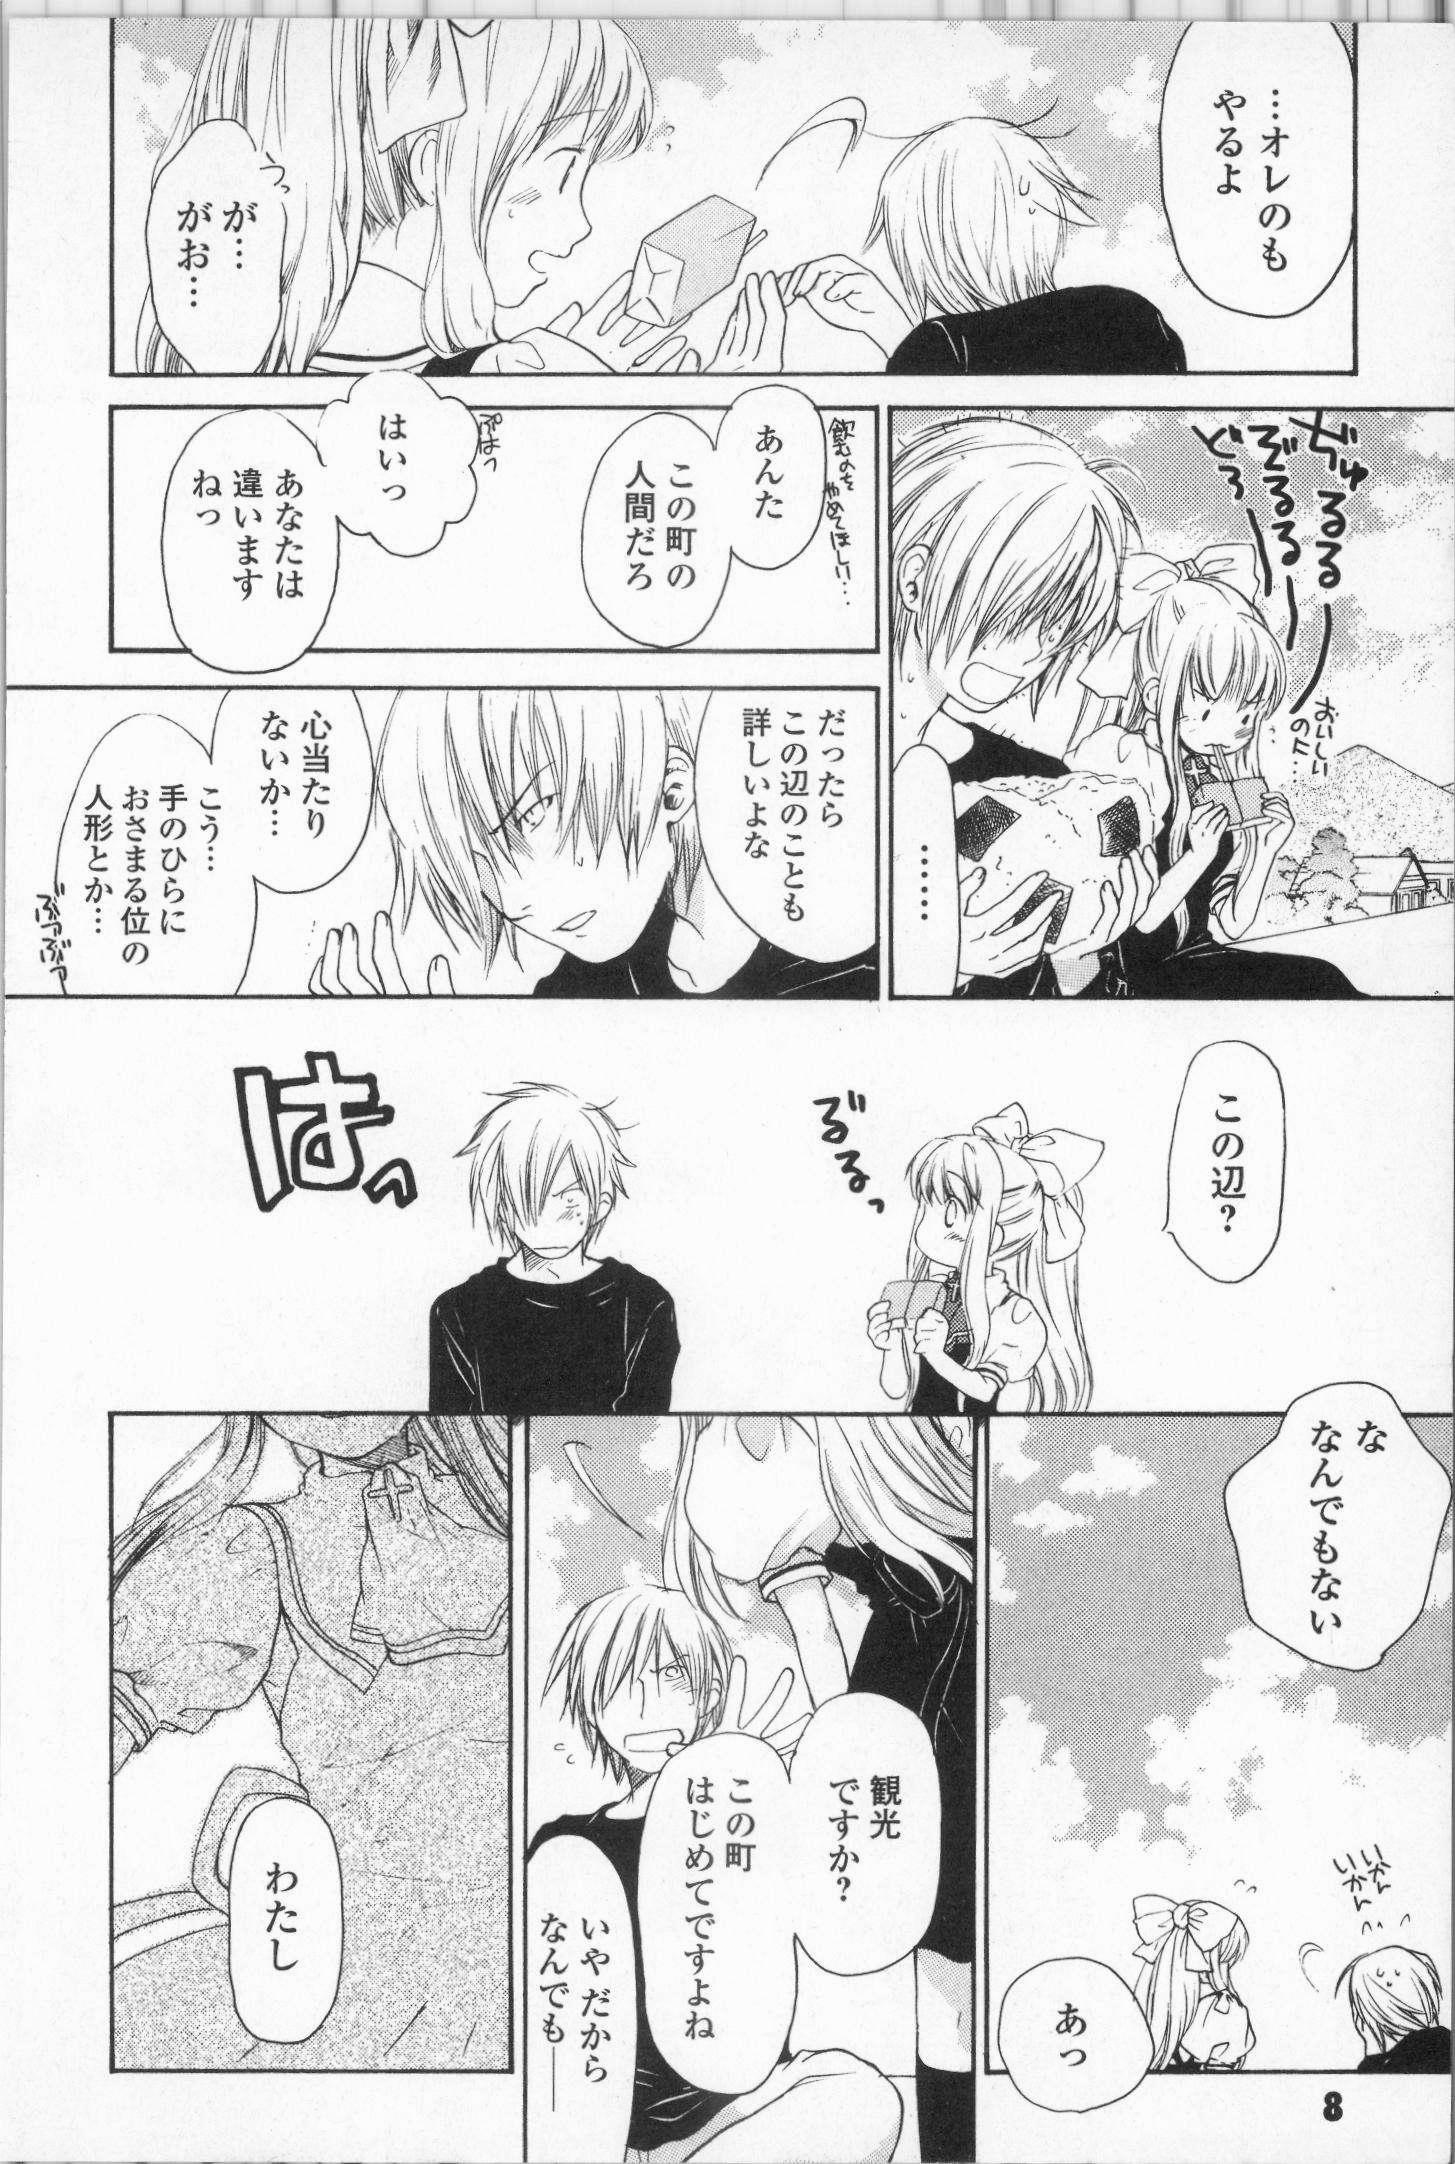 …オレのも
やるよ
うっ
が…
がお…
ぢゅるる
ぞるるる
どろ
おいしい
のに…
……
飲むのを
やめてほしい…
あんた
この町の
人間だろ
ぷはっ
はいっ
あなたは
違います
ねっ
だったら
この辺のことも
詳しいよな
心当たり
ないか…
こう…
手のひらに
おさまる位の
人形とか…
ぶつぶつ
この辺?
ぶるっ
はっ
な
なんでもない
いかん
いかん
あっ
観光
ですか?
この町
はじめてですよね
いやだから
なんでも──
わたし
8